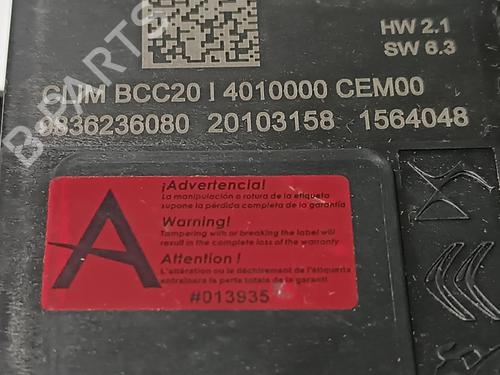 HW 2.1
SW 6.3
CLIM BCC20 I 4010000 CEM00
9836236080 20103158 1564048
¡Advertencia!
La manipulación o rotura de la etiqueta
supone la pérdida completa de la garantía
Warning!
Tampering with or breaking the label will
result in the complete loss of the warranty
Attention !
L'altération ou le déchirement de l'étiquette
entraînera la perte totale de la garantie
#013935
B-PARTS